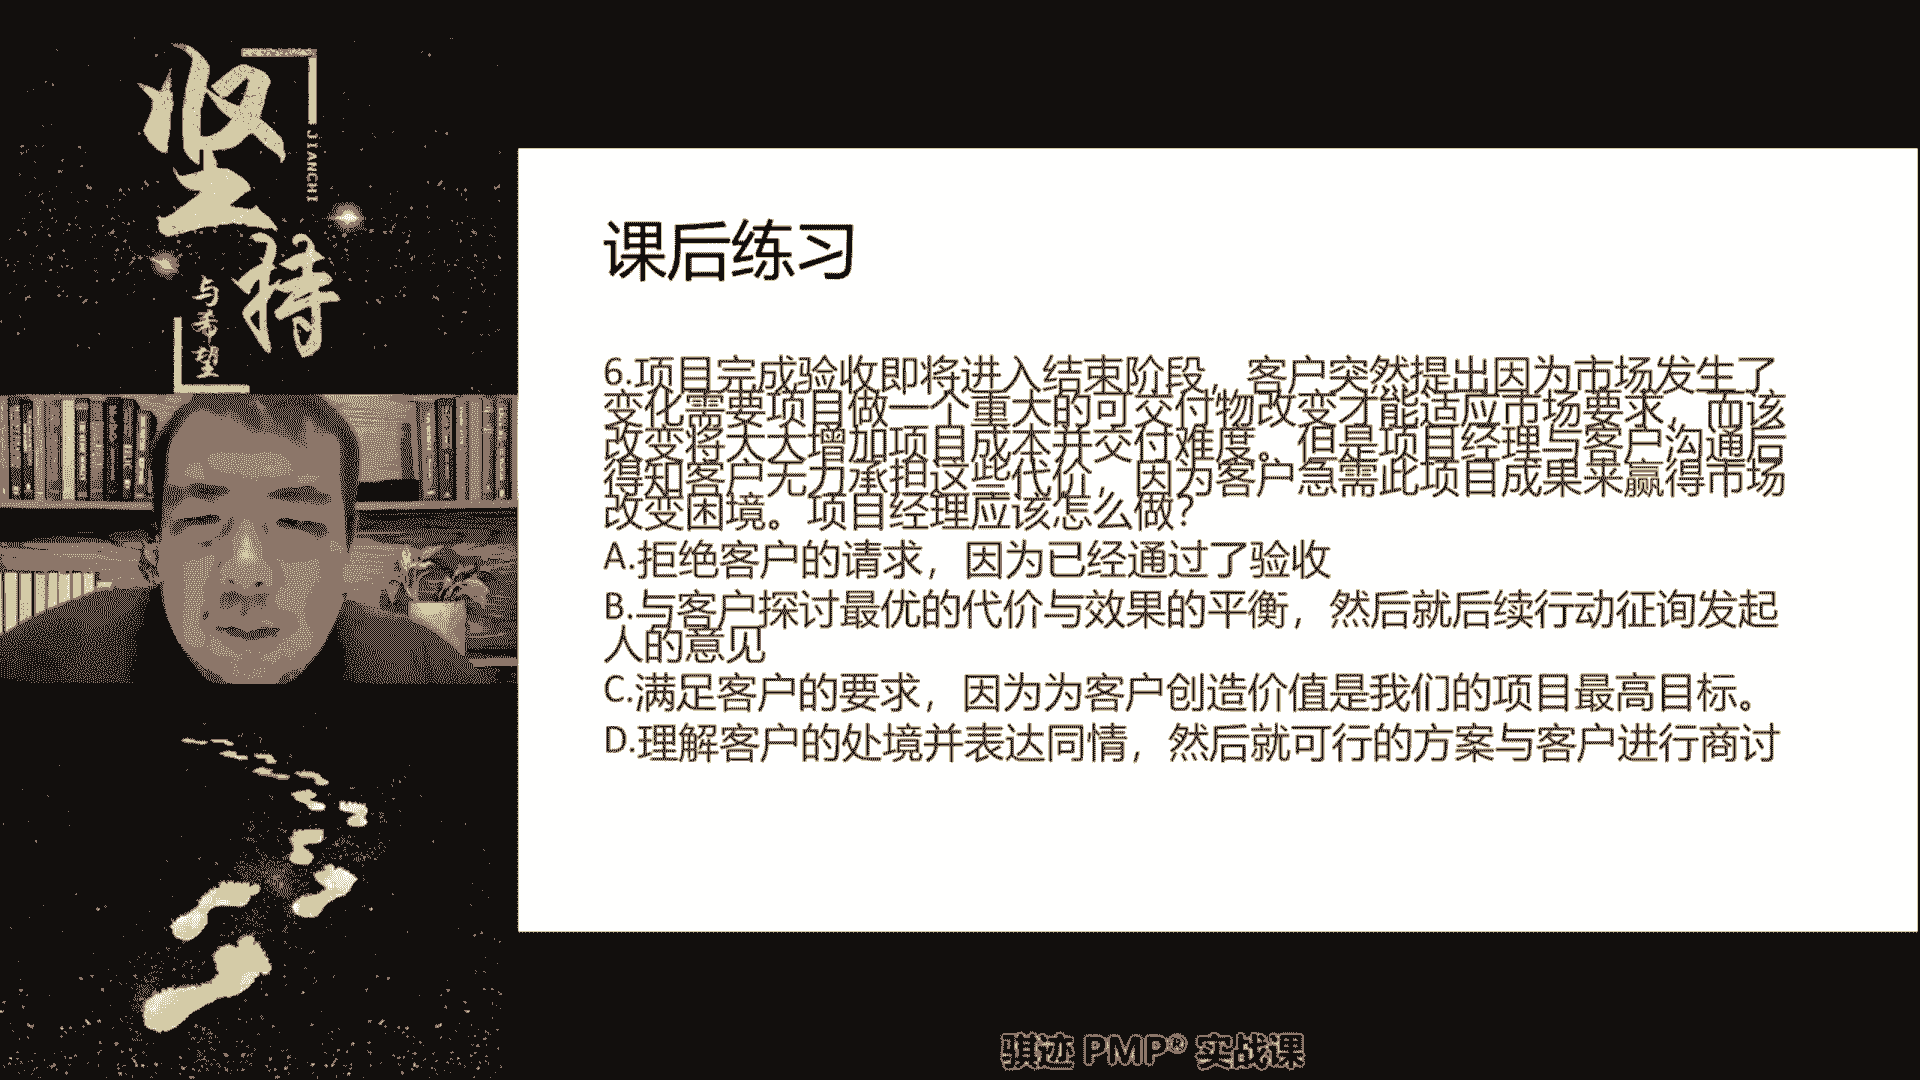 坚持
JIANCHI
与希望
课后练习
6.项目完成验收即将进入结束阶段，客户突然提出因为市场发生了
变化需要项目做一个重大的可交付物改变才能适应市场要求，而该
改变将大大增加项目成本并交付难度。但是项目经理与客户沟通后
得知客户无力承担这些代价，因为客户急需此项目成果来赢得市场
改变困境。项目经理应该怎么做?
A.拒绝客户的请求，因为已经通过了验收
B.与客户探讨最优的代价与效果的平衡，然后就后续行动征询发起
人的意见
C.满足客户的要求，因为为客户创造价值是我们的项目最高目标。
D.理解客户的处境并表达同情，然后就可行的方案与客户进行商讨
骐迹 PMP® 实战课